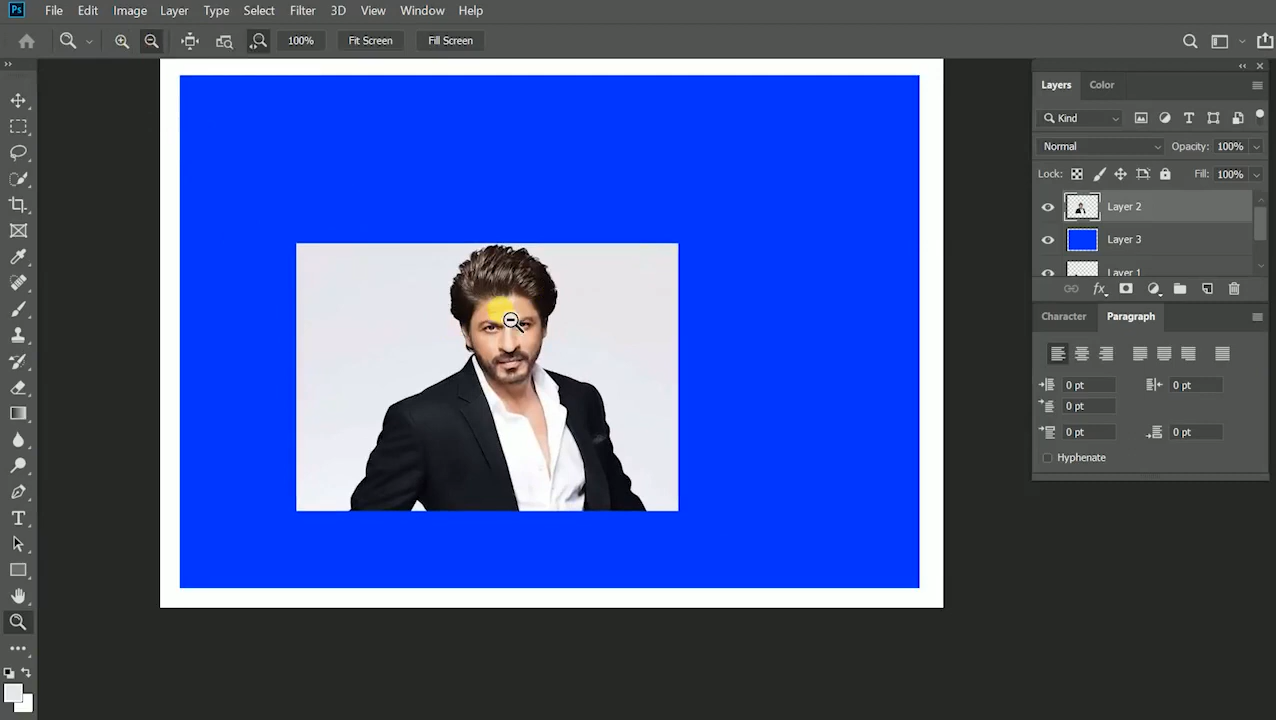 Ps File Edit Image Layer Type Select Filter 3D View Window Help
100% Fit Screen Fill Screen
Layers Color
Kind
Normal Opacity: 100%
Lock: Fill: 100%
Layer 2
Layer 3
Layer 1
Character Paragraph
0 pt 0 pt
0 pt
0 pt 0 pt
Hyphenate